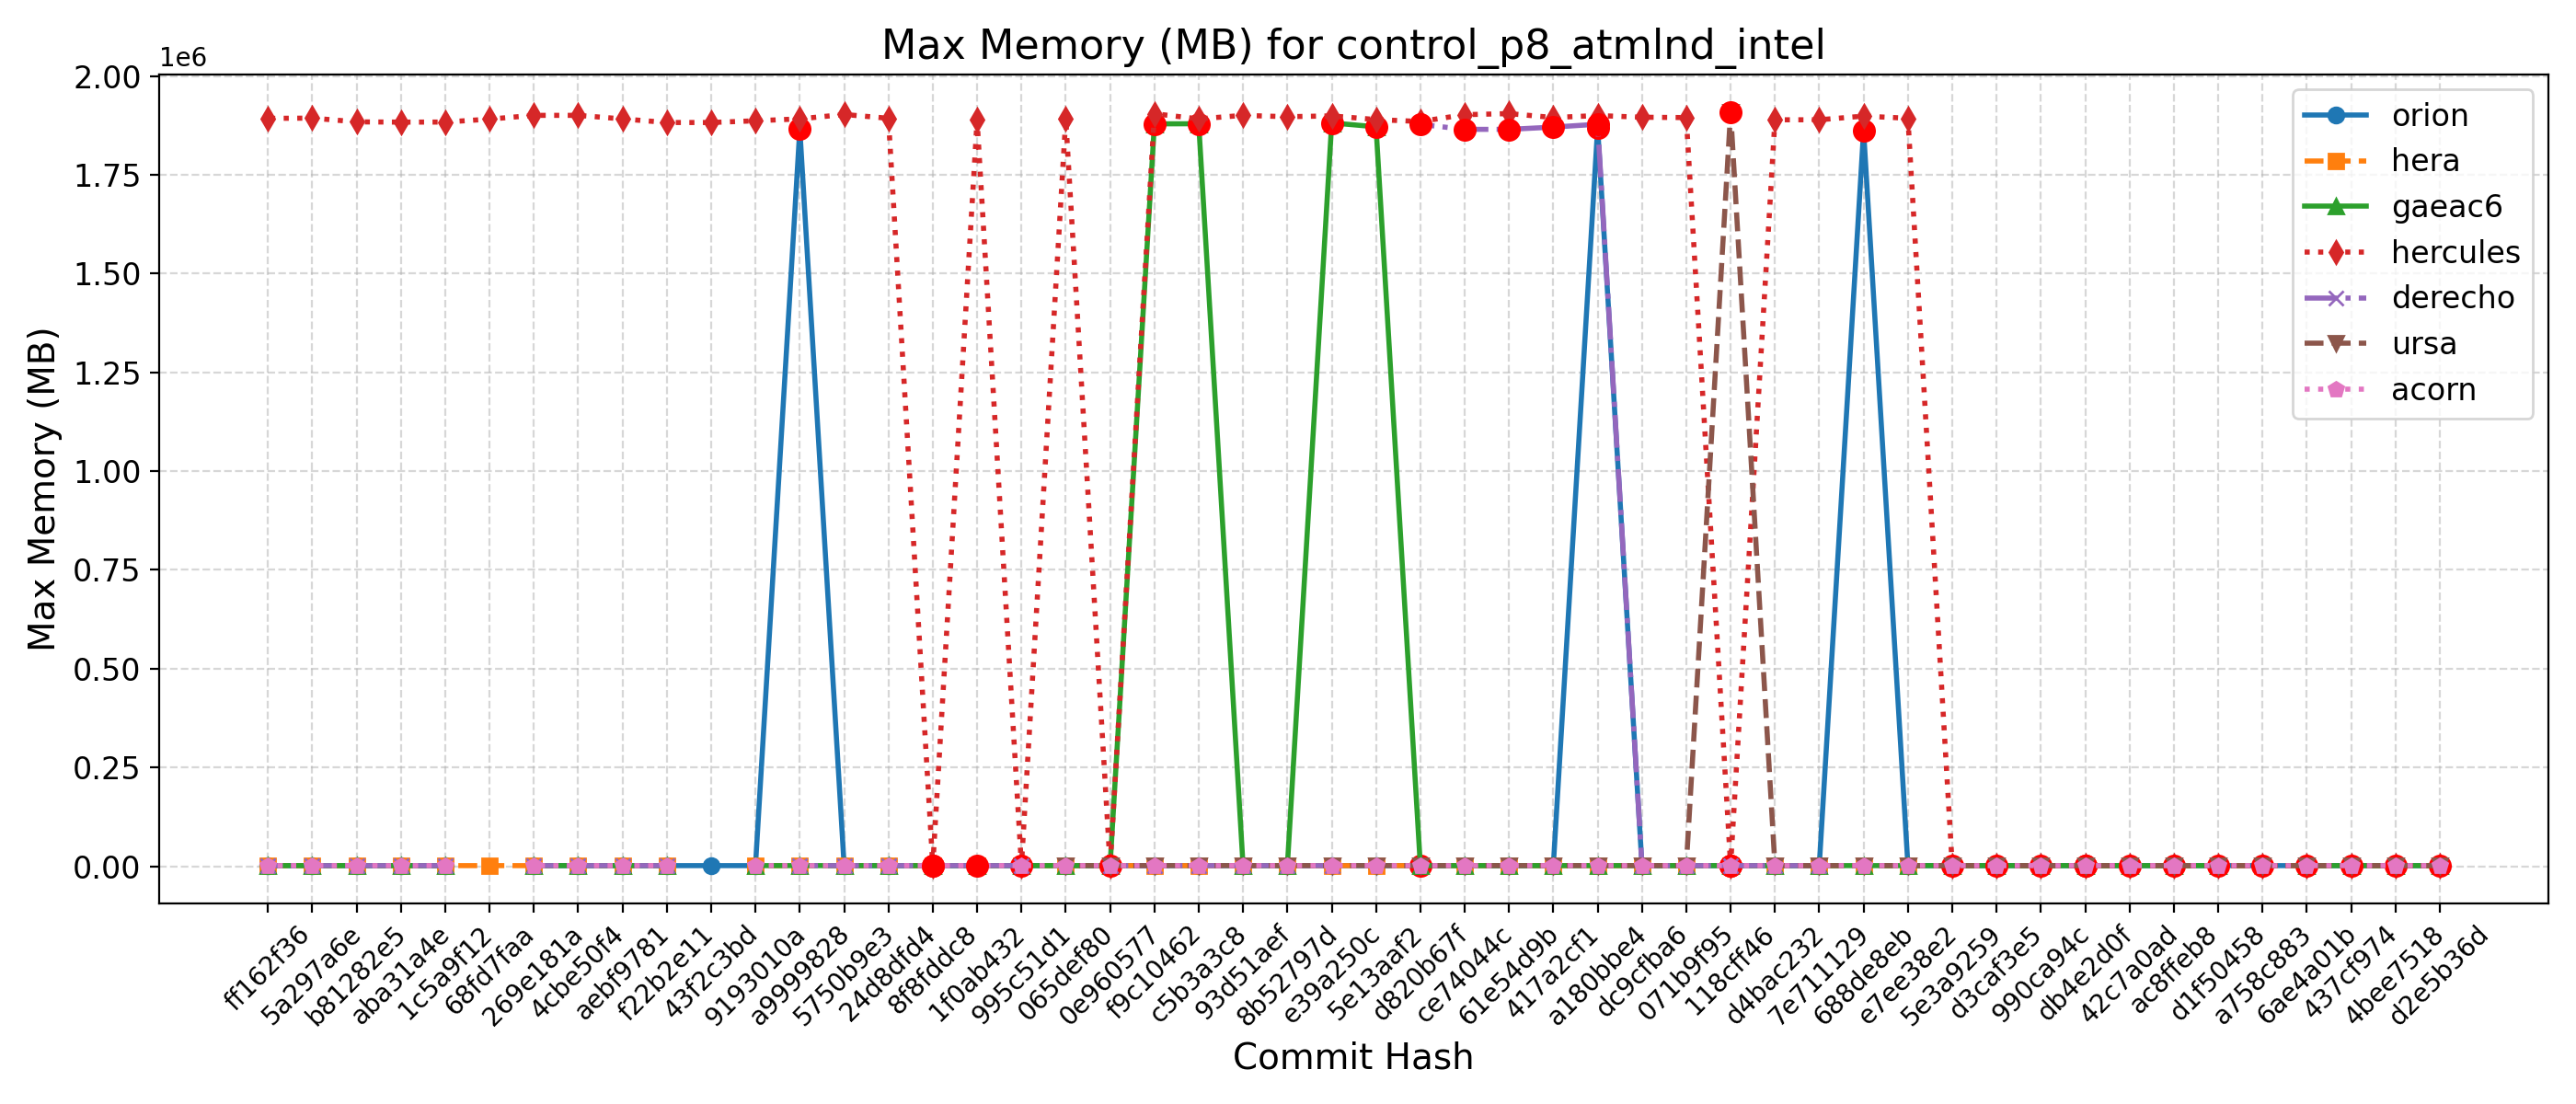 Max Memory (MB) for control_p8_atmlnd_intel
1e6
2.00
1.75
1.50
1.25
1.00
0.75
0.50
0.25
0.00
Max Memory (MB)
orion
hera
gaeac6
hercules
derecho
ursa
acorn
ff162f36
5a297a6e
b81282e5
aba31a4e
1c5a9f12
68fd7faa
269e181a
4cbe50f4
aebf9781
f22b2e11
43f2c3bd
9193010a
a9999828
5750b9e3
24d8dfd4
8f8fddc8
1f0ab432
995c51d1
065def80
0e960577
f9c10462
c5b3a3c8
93d51aef
8b52797d
e39a250c
5e13aaf2
d820b67f
ce74044c
61e54d9b
417a2cf1
a180bbe4
dc9cfba6
071b9f95
118cff46
d4bac232
7e711129
688de8eb
e7ee38e2
5e3a9259
d3caf3e5
990ca94c
db4e2d0f
42c7a0ad
ac8ffeb8
d1f50458
a758c883
6ae4a01b
437cf974
4bee7518
d2e5b36d
Commit Hash